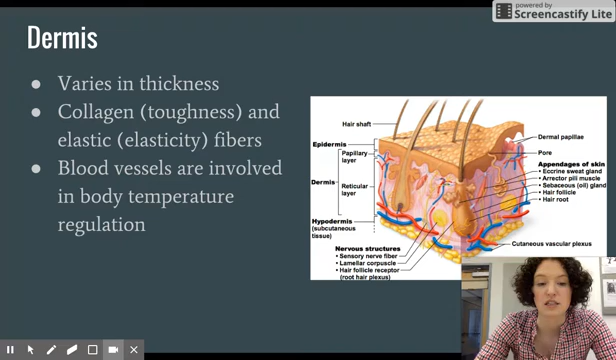 powered by
Screencastify Lite
Dermis
● Varies in thickness
● Collagen (toughness) and
elastic (elasticity) fibers
● Blood vessels are involved
in body temperature
regulation
Hair shaft
Epidermis
Papillary
layer
Dermis
Reticular
layer
Hypodermis
(subcutaneous
tissue)
Nervous structures
• Sensory nerve fiber
• Lamellar corpuscle
• Hair follicle receptor
(root hair plexus)
Dermal papillae
Pore
Appendages of skin
• Eccrine sweat gland
• Arrector pili muscle
• Sebaceous (oil) gland
• Hair follicle
• Hair root
Cutaneous vascular plexus